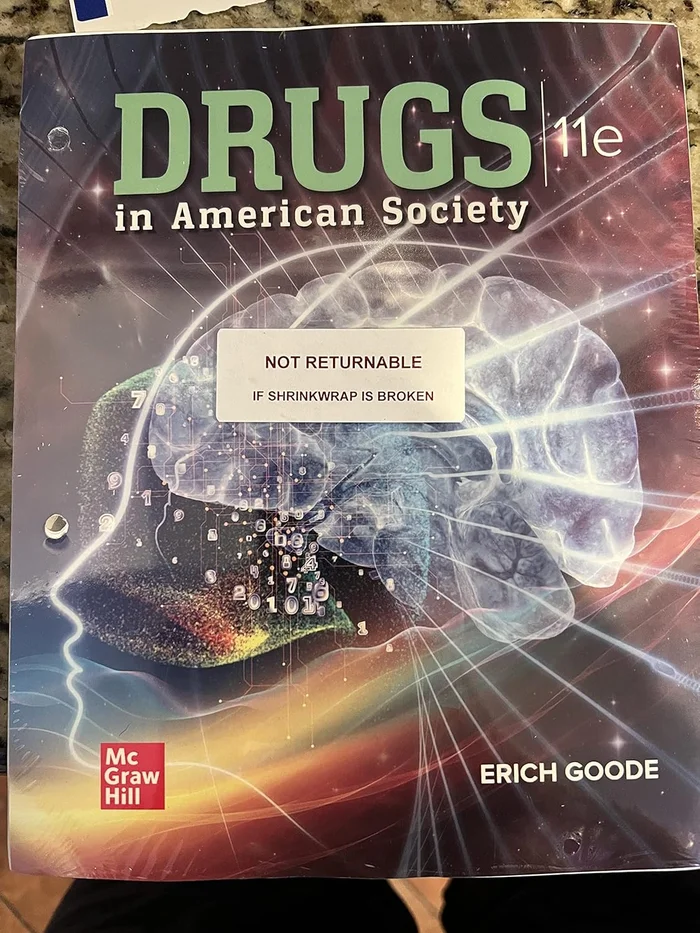 DRUGS
11e
in American Society
NOT RETURNABLE
IF SHRINKWRAP IS BROKEN
Mc
Graw
Hill
ERICH GOODE